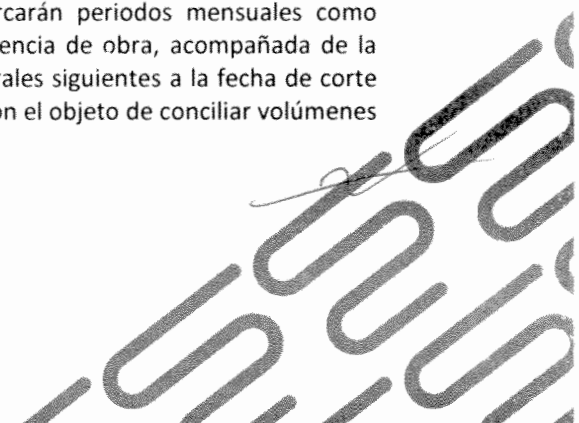 rcarán periodos mensuales como
encia de obra, acompañada de la
rales siguientes a la fecha de corte
on el objeto de conciliar volúmenes